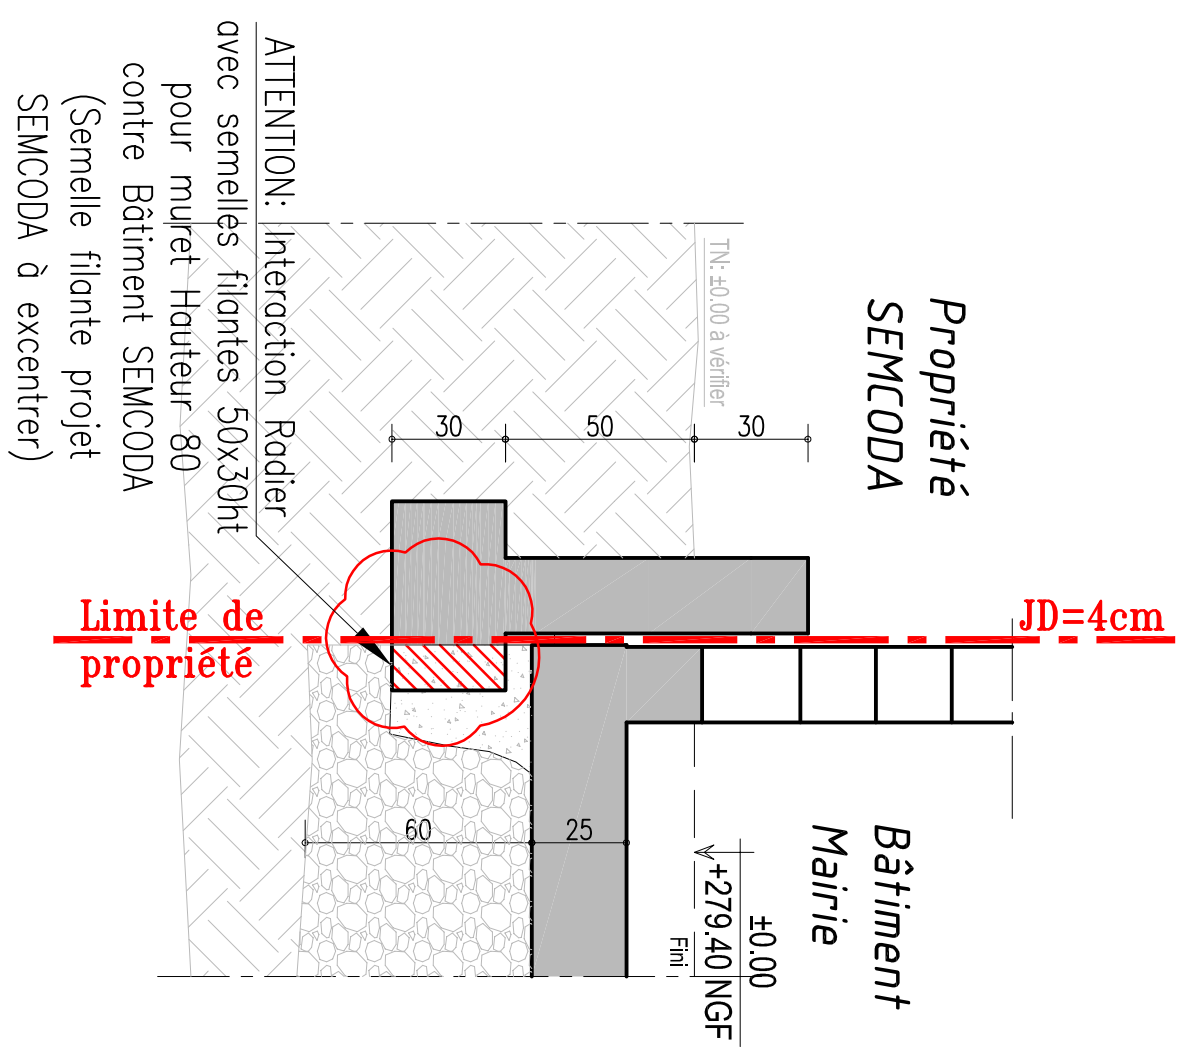 Propriété
SEMCODA
TN: ±0.00 à vérifier
30
50
30
ATTENTION: Interaction Radier
avec semelles filantes 50x30ht
pour muret Hauteur 80
contre Bâtiment SEMCODA
(Semelle filante projet
SEMCODA à excentrer)
Limite de
propriété
JD=4cm
60
25
Bâtiment
Mairie
±0.00
+279.40 NGF
Fini